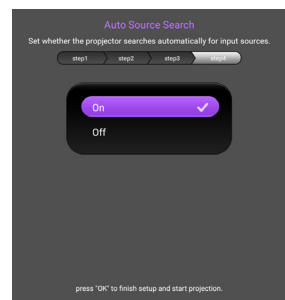 Auto Source Search
Set whether the propjector searches automatically for input sources.
step1 step2 step3 step4
On
Off
press "OK" to finish setup and start projection.